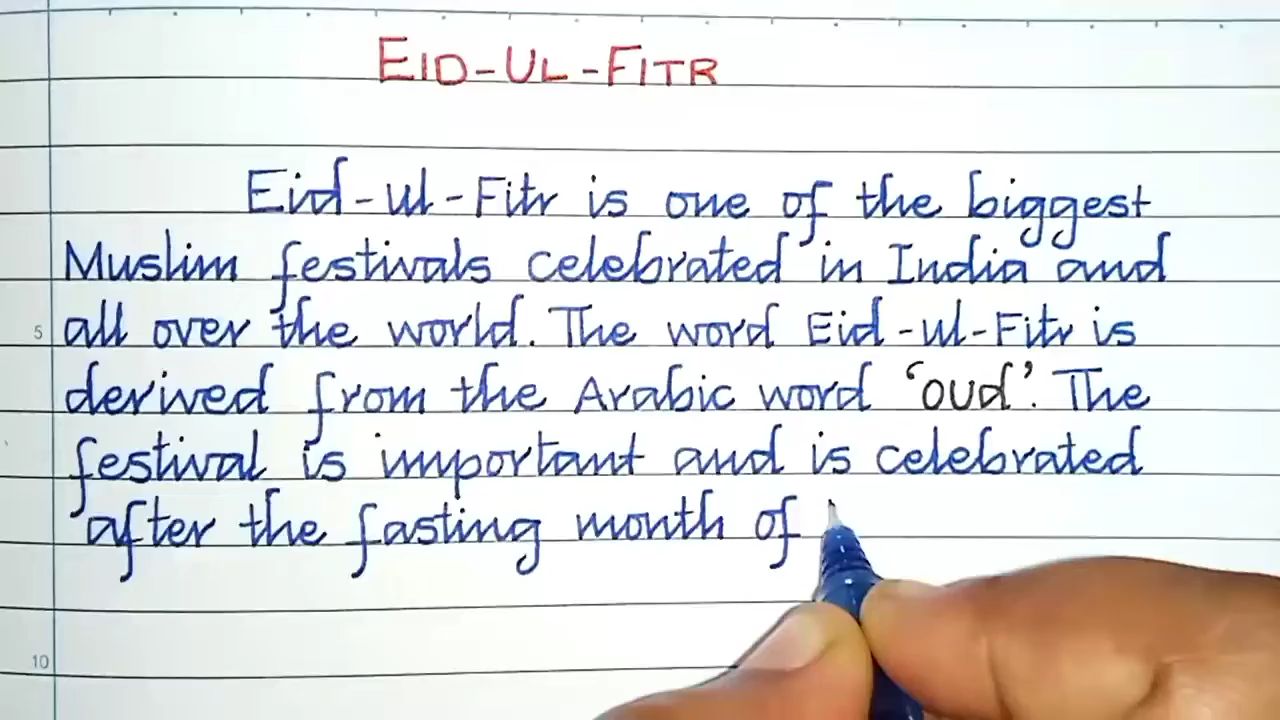 EID-UL-FITR
Eid-ul-Fitr is one of the biggest
Muslim festivals celebrated in India and
5 all over the world. The word Eid-ul-Fitr is
derived from the Arabic word ‘oud’. The
festival is important and is celebrated
after the fasting month of
10